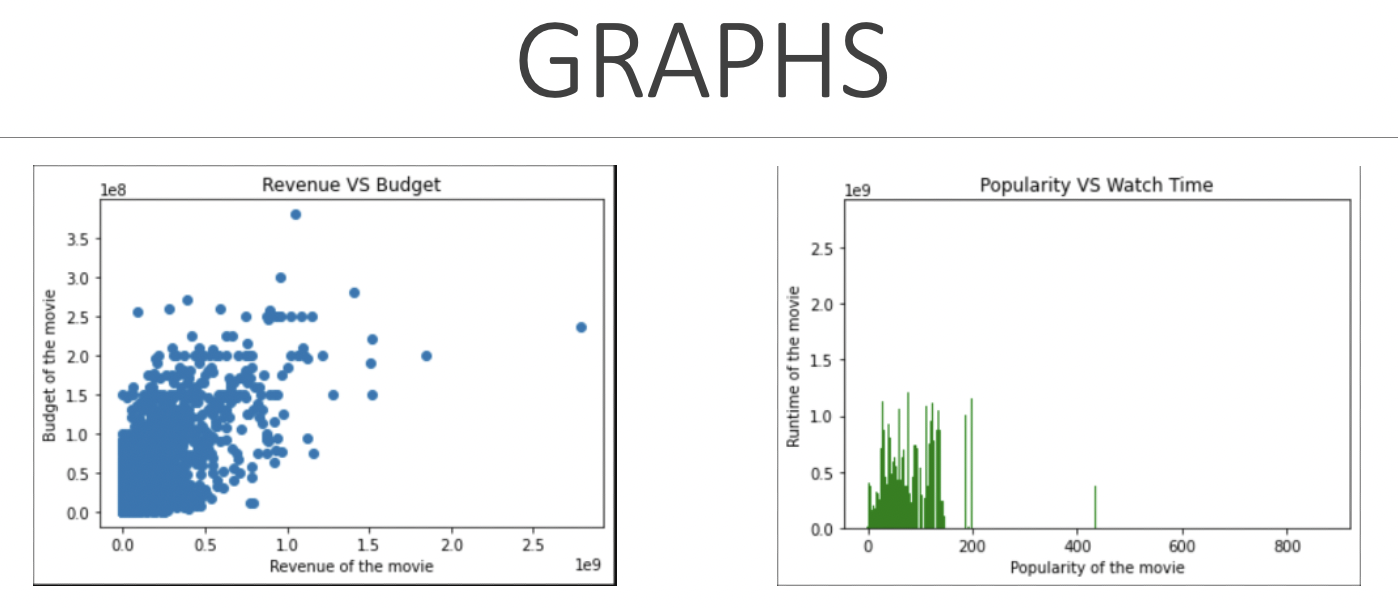 GRAPHS
Revenue VS Budget
1e8
3.5
3.0
2.5
2.0
1.5
1.0
0.5
0.0
Budget of the movie
0.0 0.5 1.0 1.5 2.0 2.5
Revenue of the movie
1e9
Popularity VS Watch Time
1e9
2.5
2.0
1.5
1.0
0.5
0.0
Runtime of the movie
0 200 400 600 800
Popularity of the movie